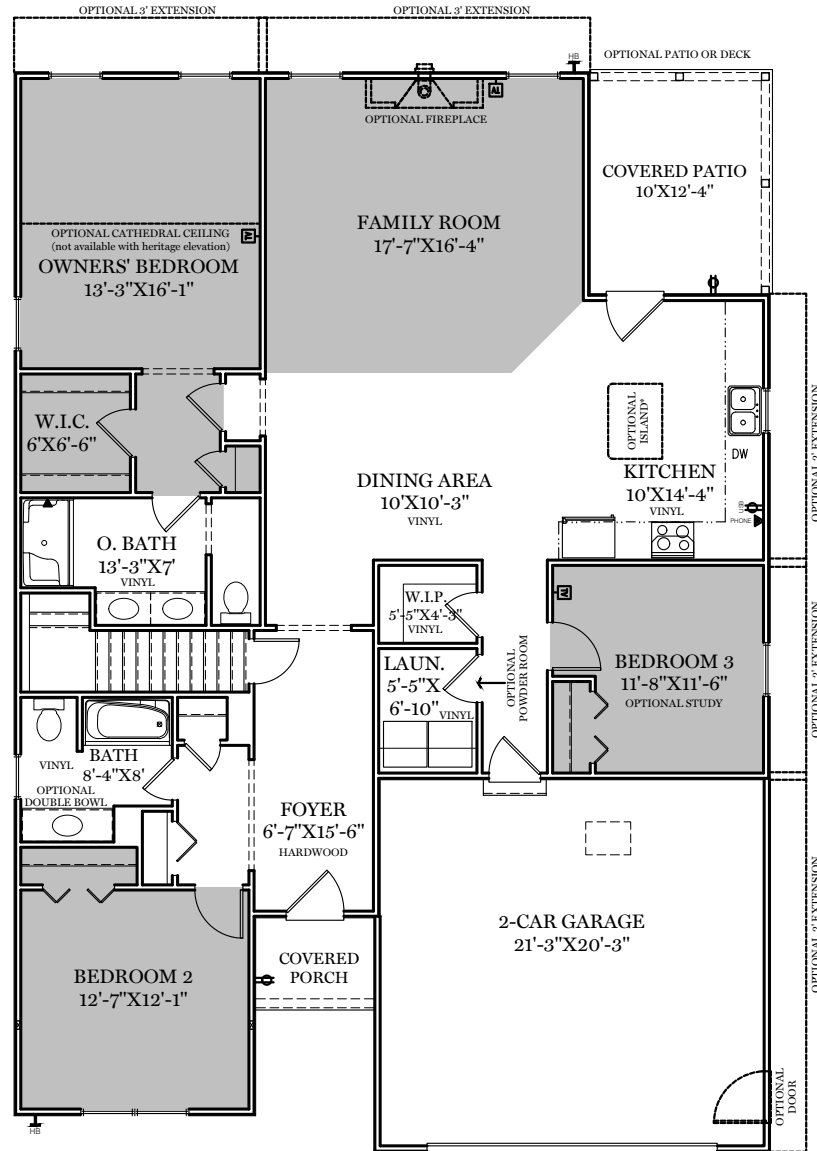 OPTIONAL 3' EXTENSION
OPTIONAL 3' EXTENSION
HB
OPTIONAL PATIO OR DECK
TV
OPTIONAL FIREPLACE
COVERED PATIO
10'X12'-4"
FAMILY ROOM
17'-7"X16'-4"
OPTIONAL CATHEDRAL CEILING
(not available with heritage elevation)
TV
OWNERS' BEDROOM
13'-3"X16'-1"
W.I.C.
6'X6'-6"
OPTIONAL
ISLAND*
OPTIONAL 2' EXTENSION
DW
KITCHEN
10'X14'-4"
VINYL
USB
PHONE
DINING AREA
10'X10'-3"
VINYL
O. BATH
13'-3"X7'
VINYL
W.I.P.
5'-5"X4'-3"
VINYL
TV
BEDROOM 3
11'-8"X11'-6"
OPTIONAL STUDY
OPTIONAL 2' EXTENSION
LAUN.
5'-5"X
6'-10"
VINYL
OPTIONAL
POWDER ROOM
VINYL
BATH
8'-4"X8'
OPTIONAL
DOUBLE BOWL
FOYER
6'-7"X15'-6"
HARDWOOD
2-CAR GARAGE
21'-3"X20'-3"
OPTIONAL 2' EXTENSION
COVERED
PORCH
BEDROOM 2
12'-7"X12'-1"
OPTIONAL
DOOR
HB